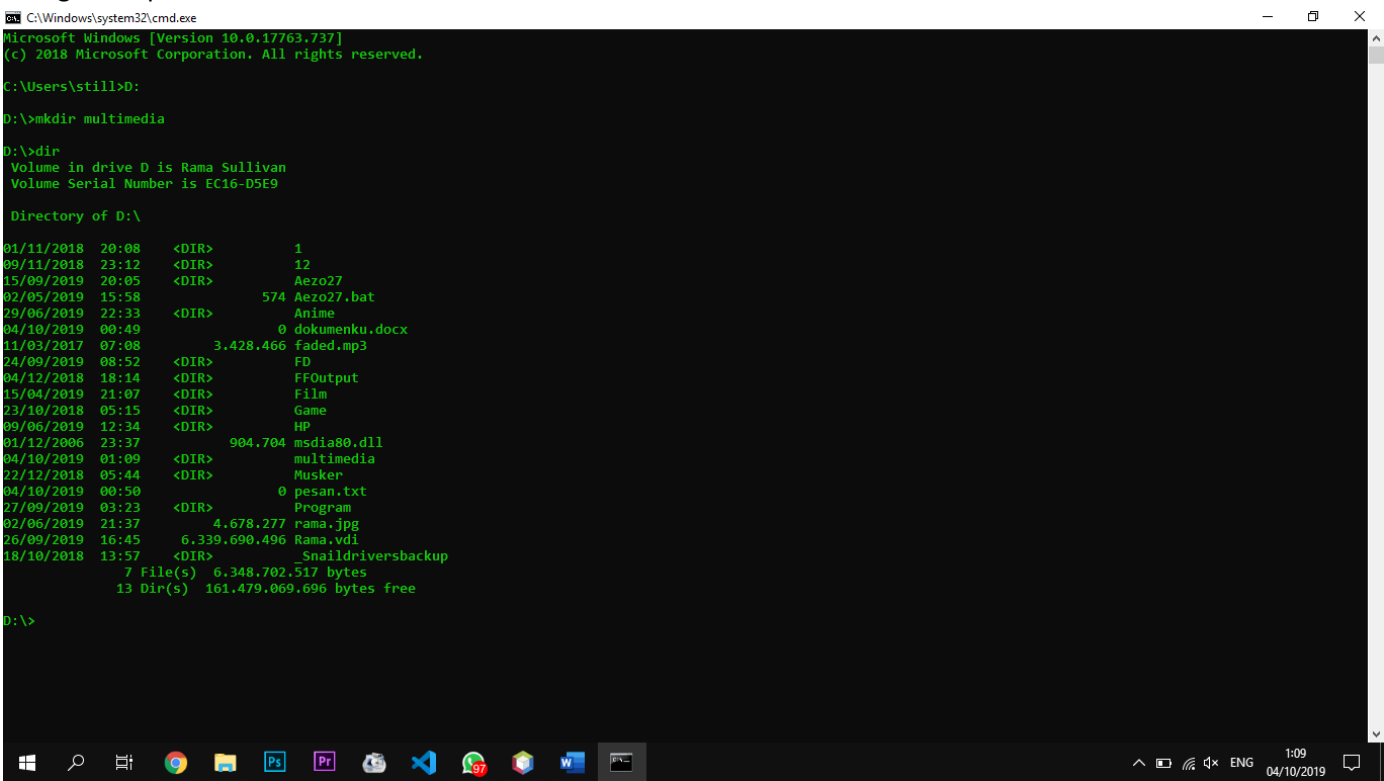 C:\Windows\system32\cmd.exe
Microsoft Windows [Version 10.0.17763.737]
(c) 2018 Microsoft Corporation. All rights reserved.
C:\Users\still>D:
D:\>mkdir multimedia
D:\>dir
Volume in drive D is Rama Sullivan
Volume Serial Number is EC16-D5E9
Directory of D:\
01/11/2018 20:08 <DIR> 1
09/11/2018 23:12 <DIR> 12
15/09/2019 20:05 <DIR> Aezo27
02/05/2019 15:58 574 Aezo27.bat
29/06/2019 22:33 <DIR> Anime
04/10/2019 00:49 0 dokumenku.docx
11/03/2017 07:08 3.428.466 faded.mp3
24/09/2019 08:52 <DIR> FD
04/12/2018 18:14 <DIR> FFOutput
15/04/2019 21:07 <DIR> Film
23/10/2018 05:15 <DIR> Game
09/06/2019 12:34 <DIR> HP
01/12/2006 23:37 904.704 msdia80.dll
04/10/2019 01:09 <DIR> multimedia
22/12/2018 05:44 <DIR> Musker
04/10/2019 00:50 0 pesan.txt
27/09/2019 03:23 <DIR> Program
02/06/2019 21:37 4.678.277 rama.jpg
26/09/2019 16:45 6.339.690.496 Rama.vdi
18/10/2018 13:57 <DIR> _Snaildriversbackup
7 File(s) 6.348.702.517 bytes
13 Dir(s) 161.479.069.696 bytes free
D:\>
Ps Pr 97 W ENG 1:09
04/10/2019